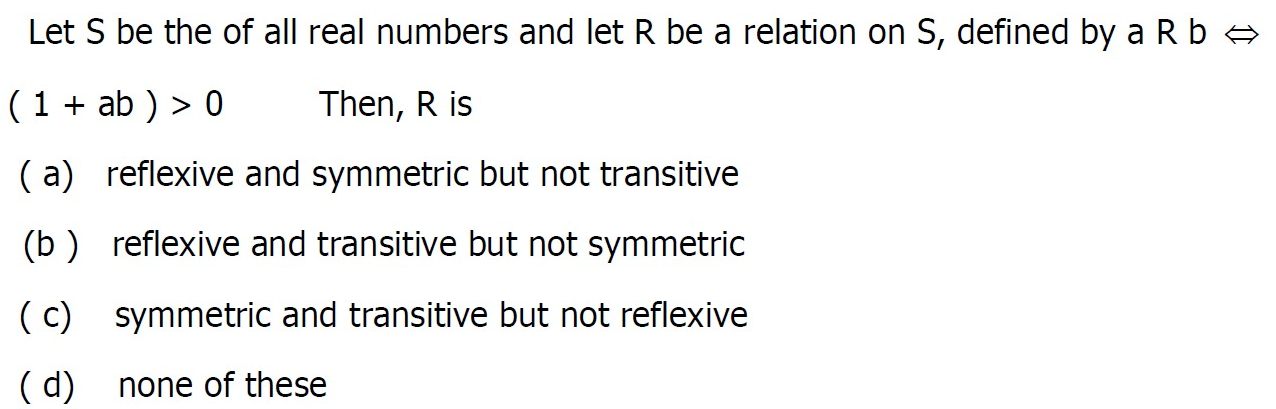 Let S be the of all real numbers and let R be a relation on S, defined by a R b ⇔
( 1 + ab ) > 0 Then, R is
( a) reflexive and symmetric but not transitive
(b ) reflexive and transitive but not symmetric
( c) symmetric and transitive but not reflexive
( d) none of these